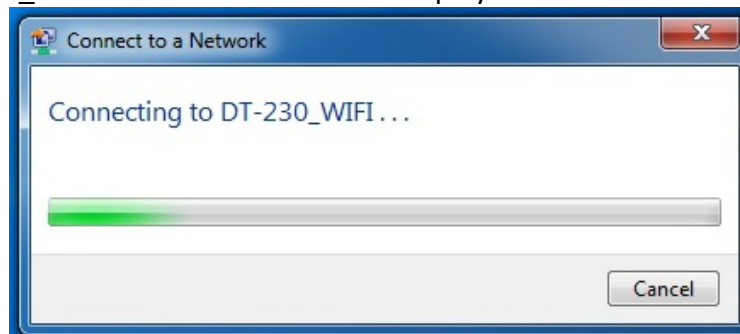 Connect to a Network
Connecting to DT-230_WIFI . . .
Cancel